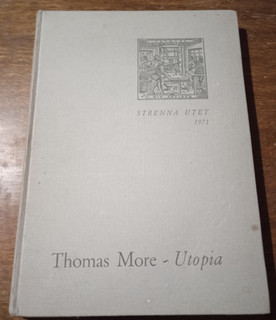 STRENNA UTET
1971
Thomas More - Utopia